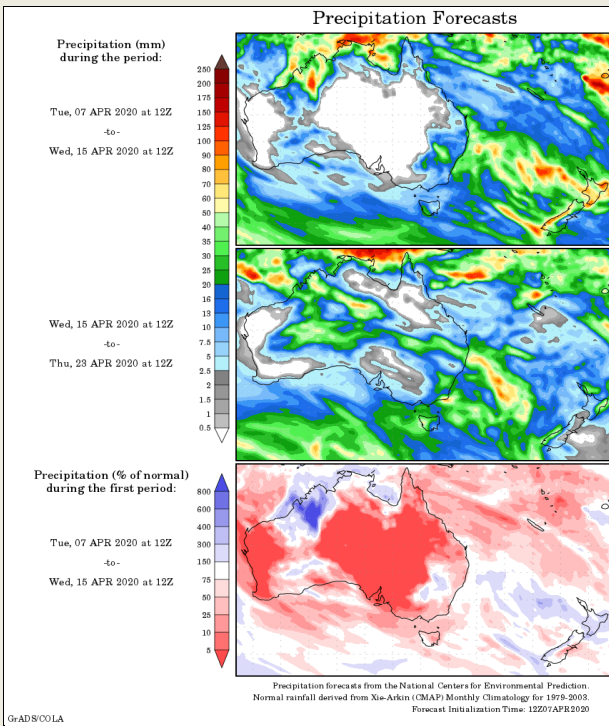 Precipitation Forecasts
Precipitation (mm)
during the period:
Tue, 07 APR 2020 at 12Z
-to-
Wed, 15 APR 2020 at 12Z
250
200
175
150
125
100
90
80
70
60
50
40
35
30
25
20
16
13
10
7.5
5
2.5
2
1.5
1
0.5
Wed, 15 APR 2020 at 12Z
-to-
Thu, 23 APR 2020 at 12Z
Precipitation (% of normal)
during the first period:
Tue, 07 APR 2020 at 12Z
-to-
Wed, 15 APR 2020 at 12Z
800
600
400
300
150
75
50
25
10
5
Precipitation forecasts from the National Centers for Environmental Prediction.
Normal rainfall derived from Xie-Arkin (CMAP) Monthly Climatology for 1979-2003.
Forecast Initialization Time: 12Z07APR2020
GrADS/COLA